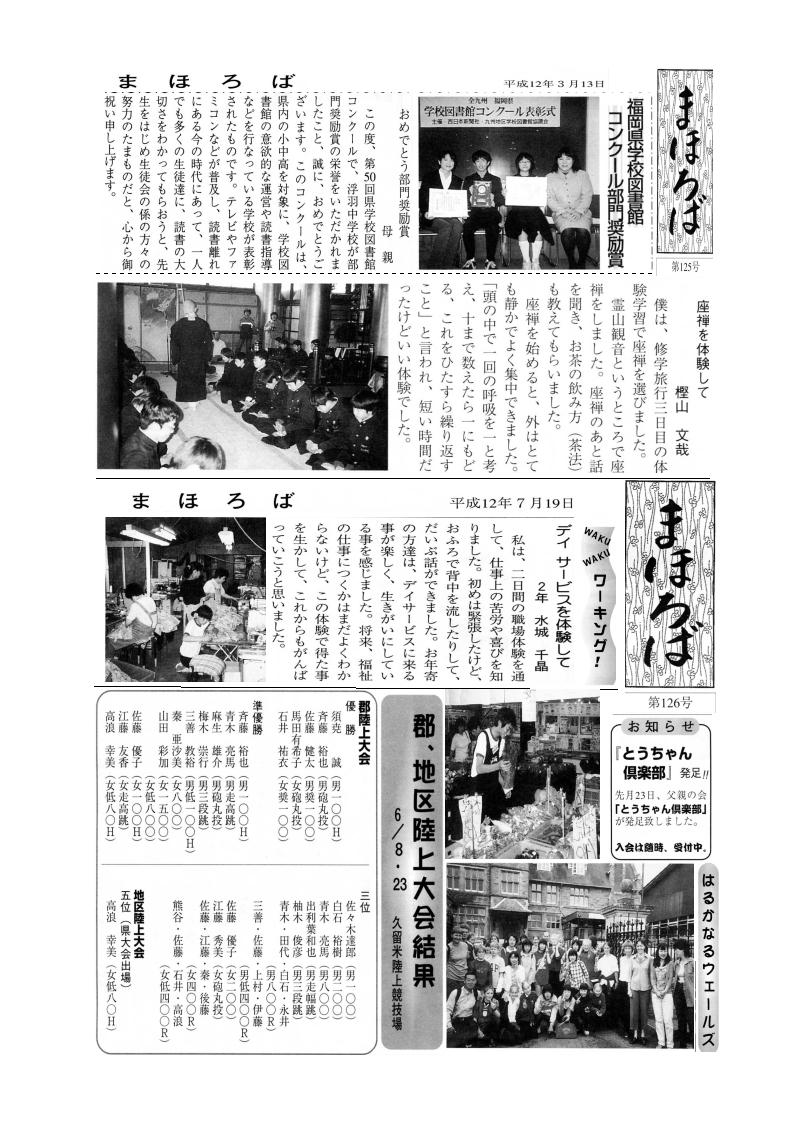 まほろば
平成12年3月13日
まほろば
第125号
福岡県学校図書館
コンクール部門 奨励賞
全九州 福岡県
学校図書館コンクール表彰式
主催・西日本新聞社・九州地区学校図書館協議会
おめでとう部門奨励賞
母 親
この度、第50回県学校図書館
コンクールで、浮羽中学校が部
門奨励賞の栄誉をいただかれま
したこと、誠に、おめでとうご
ざいます。このコンクールは、
県内の小中高を対象に、学校図
書館の意欲的な運営や読書指導
などを行なっている学校が表彰
されたものです。テレビやファ
ミコンなどが普及し、読書離れ
にある今の時代にあって、一人
でも多くの生徒達に、読書の大
切さをわかってもらおうと、先
生をはじめ生徒会の係の方々の
努力のたまものだと、心から御
祝い申し上げます。
座禅を体験して
樫山 文哉
僕は、修学旅行三日目の体
験学習で座禅を選びました。
霊山観音というところで座
禅をしました。座禅のあと話
を聞き、お茶の飲み方(茶法)
も教えてもらいました。
座禅を始めると、外はとて
も静かでよく集中できました。
「頭の中で一回の呼吸を一と考
え、十まで数えたら一にもど
る、これをひたすら繰り返す
こと」と言われ、短い時間だ
ったけどいい体験でした。
まほろば
平成12年7月19日
まほろば
第126号
WAKU
WAKU
ワーキング!
デイ サービスを体験して
2年 水城 千晶
私は、二日間の職場体験を通
して、仕事上の苦労や喜びを知
りました。初めは緊張したけど、
おふろで背中を流したりして、
だいぶ話ができました。お年寄
の方達は、デイサービスに来る
事が楽しく、生きがいにしてい
る事を感じました。将来、福祉
の仕事につくかはまだよくわか
らないけど、この体験で得た事
を生かして、これからもがんば
っていこうと思いました。
お知らせ
『とうちゃん
倶楽部』発足!!
先月23日、父親の会
「とうちゃん倶楽部」
が発足致しました。
入会は随時、受付中。
はるかなるウェールズ
郡、地区陸上大会結果
6/8・23 久留米陸上競技場
郡陸上大会
優 勝
須尭 誠(男一〇〇H)
斉藤 裕也(男砲丸投)
佐藤 健太(男奨一〇〇)
馬田有希子(女砲丸投)
石井 祐衣(女奨一〇〇)
準優勝
斉藤 裕也(男一〇〇H)
青木 亮馬(男走高跳)
麻生 雄介(男砲丸投)
梅木 崇行(男三段跳)
三善 教裕(男低一〇〇H)
秦 亜沙美(女八〇〇)
山田 彩加(女一五〇〇)
(女低八〇〇)
佐藤 優子(女一〇〇H)
江藤 友香(女走高跳)
高浪 幸美(女低八〇H)
三位
佐々木達郎(男一〇〇)
白石 裕樹(男二〇〇)
青木 亮馬(男八〇〇)
出利葉和也(男走幅跳)
柚木 俊彦(男三段跳)
青木・田代・白石・永井
(男八〇〇R)
三善・佐藤・上村・伊藤
(男低四〇〇R)
佐藤 優子(女二〇〇)
江藤 秀美(女砲丸投)
佐藤・江藤・秦・後藤
(女四〇〇R)
熊谷・佐藤・石井・高浪
(女低四〇〇R)
地区陸上大会
五位(県大会出場)
高浪 幸美(女低八〇H)